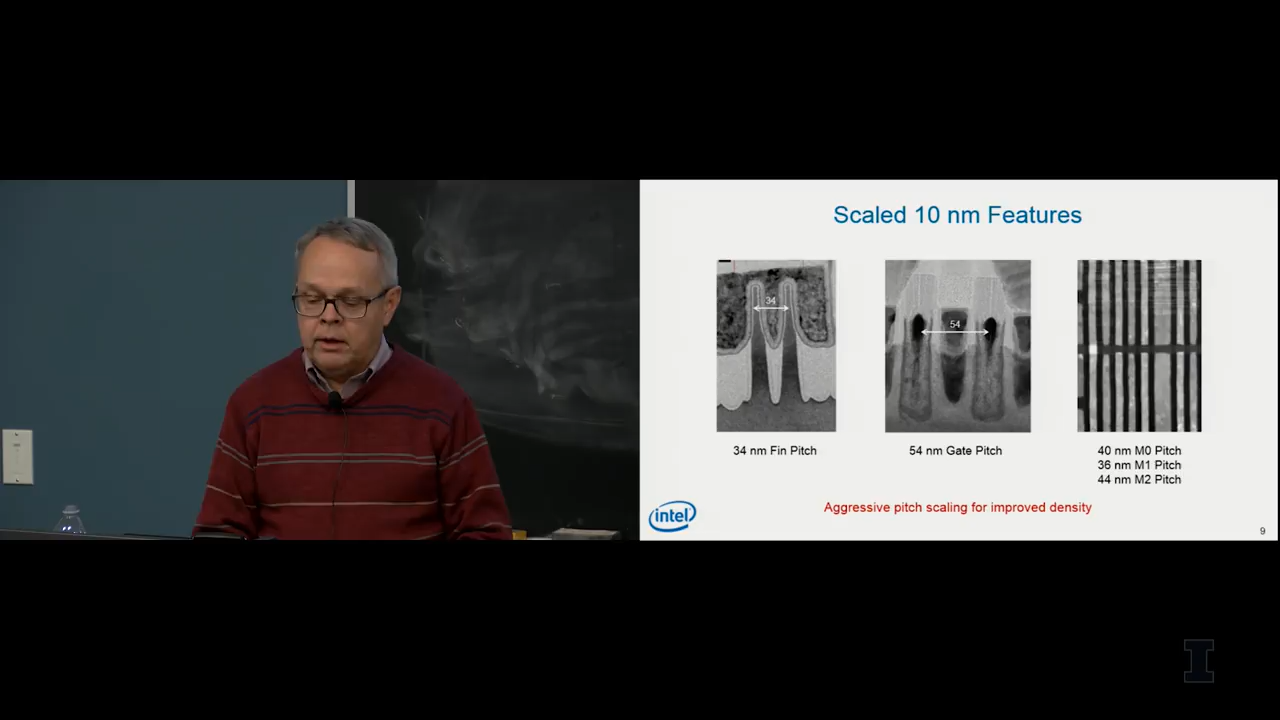 Scaled 10 nm Features
34
54
34 nm Fin Pitch
54 nm Gate Pitch
40 nm M0 Pitch
36 nm M1 Pitch
44 nm M2 Pitch
Aggressive pitch scaling for improved density
intel
9
I